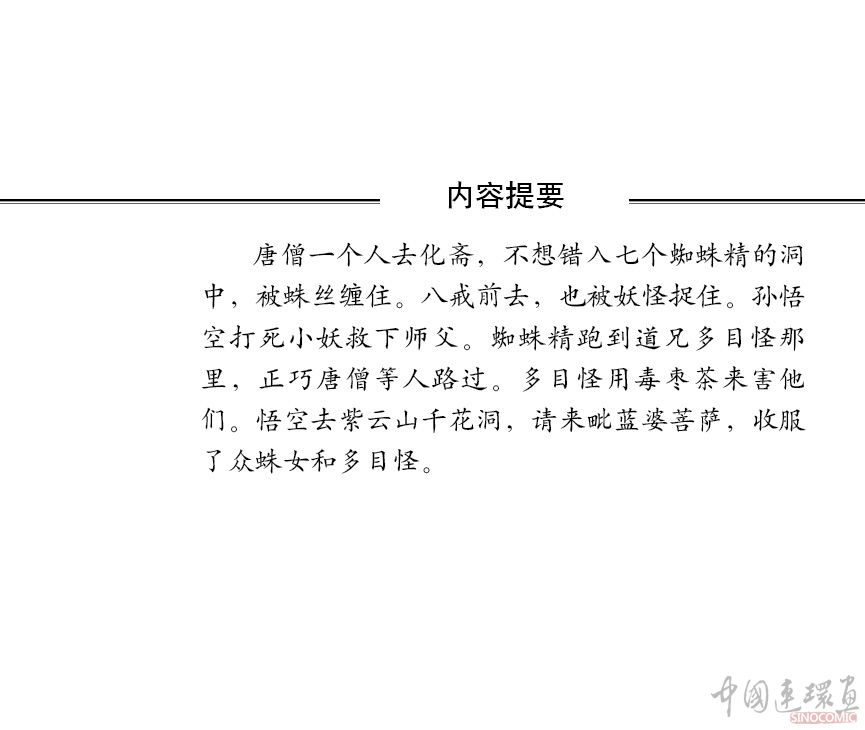 内容提要
唐僧一个人去化斋，不想错入七个蜘蛛精的洞
中，被蛛丝缠住。八戒前去，也被妖怪捉住。孙悟
空打死小妖救下师父。蜘蛛精跑到道兄多目怪那
里，正巧唐僧等人路过。多目怪用毒枣茶来害他
们。悟空去紫云山千花洞，请来毗蓝婆菩萨，收服
了众蛛女和多目怪。
中國連環畫
SINOCOMIC